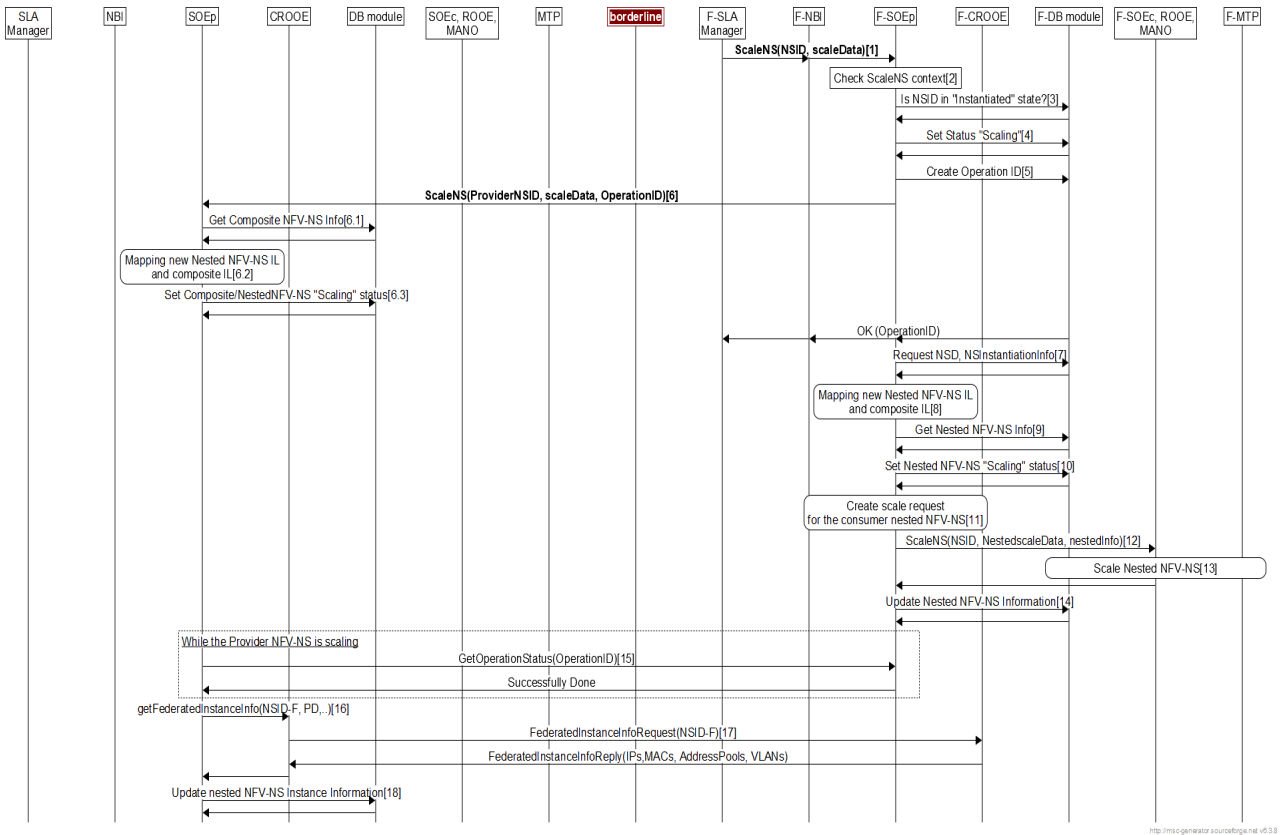 SLA
Manager
NBI
SOEp
CROOE
DB module
SOEc, ROOE,
MANO
MTP
borderline
F-SLA
Manager
F-NBI
F-SOEp
F-CROOE
F-DB module
F-SOEc, ROOE,
MANO
F-MTP
ScaleNS(NSID, scaleData)[1]
Check ScaleNS context[2]
Is NSID in "Instantiated" state?[3]
Set Status "Scaling"[4]
Create Operation ID[5]
ScaleNS(ProviderNSID, scaleData, OperationID)[6]
Get Composite NFV-NS Info[6.1]
Mapping new Nested NFV-NS IL
and composite IL[6.2]
Set Composite/NestedNFV-NS "Scaling" status[6.3]
OK (OperationID)
Request NSD, NSInstantiationInfo[7]
Mapping new Nested NFV-NS IL
and composite IL[8]
Get Nested NFV-NS Info[9]
Set Nested NFV-NS "Scaling" status[10]
Create scale request
for the consumer nested NFV-NS[11]
ScaleNS(NSID, NestedscaleData, nestedInfo)[12]
Scale Nested NFV-NS[13]
Update Nested NFV-NS Information[14]
While the Provider NFV-NS is scaling
GetOperationStatus(OperationID)[15]
Successfully Done
getFederatedInstanceInfo(NSID-F, PD,..)[16]
FederatedInstanceInfoRequest(NSID-F)[17]
FederatedInstanceInfoReply(IPs,MACs, AddressPools, VLANs)
Update nested NFV-NS Instance Information[18]
http://msc-generator.sourceforge.net v6.3.8